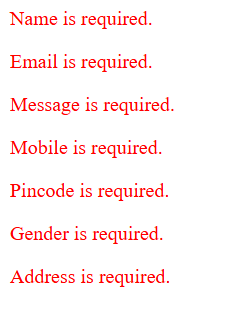 Name is required.
Email is required.
Message is required.
Mobile is required.
Pincode is required.
Gender is required.
Address is required.